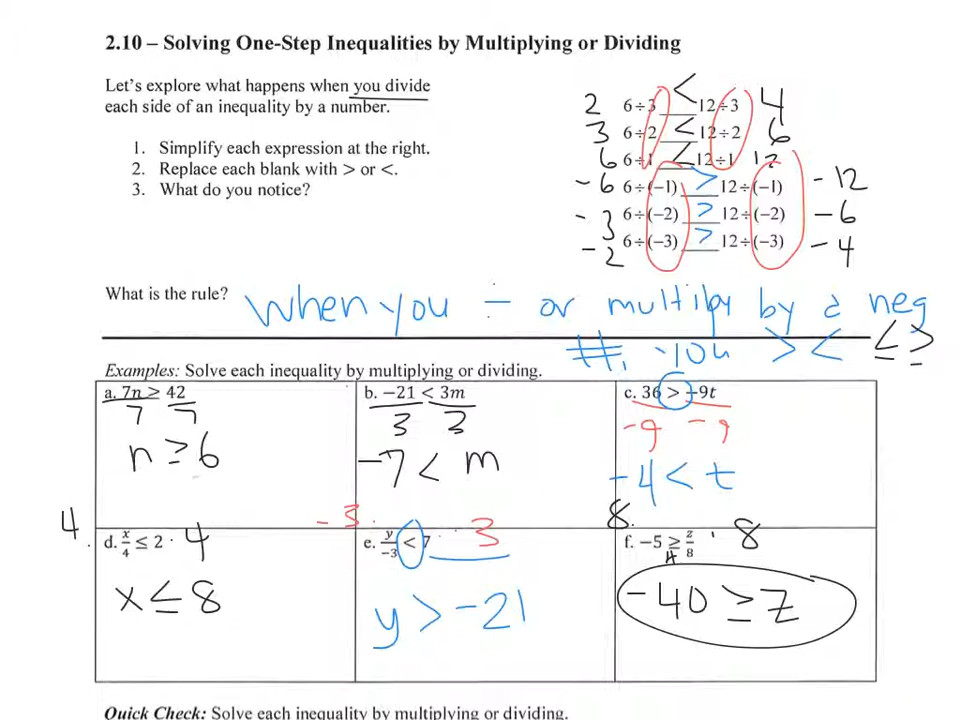 2.10 – Solving One-Step Inequalities by Multiplying or Dividing
Let's explore what happens when you divide
each side of an inequality by a number.
1. Simplify each expression at the right.
2. Replace each blank with > or <.
3. What do you notice?
2 6÷3 < 12÷3 4
3 6÷2 < 12÷2 6
6 6÷1 < 12÷1 12
-6 6÷(−1) > 12÷(−1) -12
-3 6÷(−2) > 12÷(−2) -6
-2 6÷(−3) > 12÷(−3) -4
What is the rule? When you ÷ or multiply by a neg
#, you > < ≤ ≥
Examples: Solve each inequality by multiplying or dividing.
a. 7n ≥ 42
7 7
n ≥ 6
b. −21 < 3m
3 3
-7 < m
c. 36 > −9t
-9 -9
-4 < t
4 · d. x/4 ≤ 2 · 4
x ≤ 8
-3 · e. y/−3 < 7 3
y > -21
8 · f. −5 ≥ z/8 · 8
-40 ≥ z
Quick Check: Solve each inequality by multiplying or dividing.